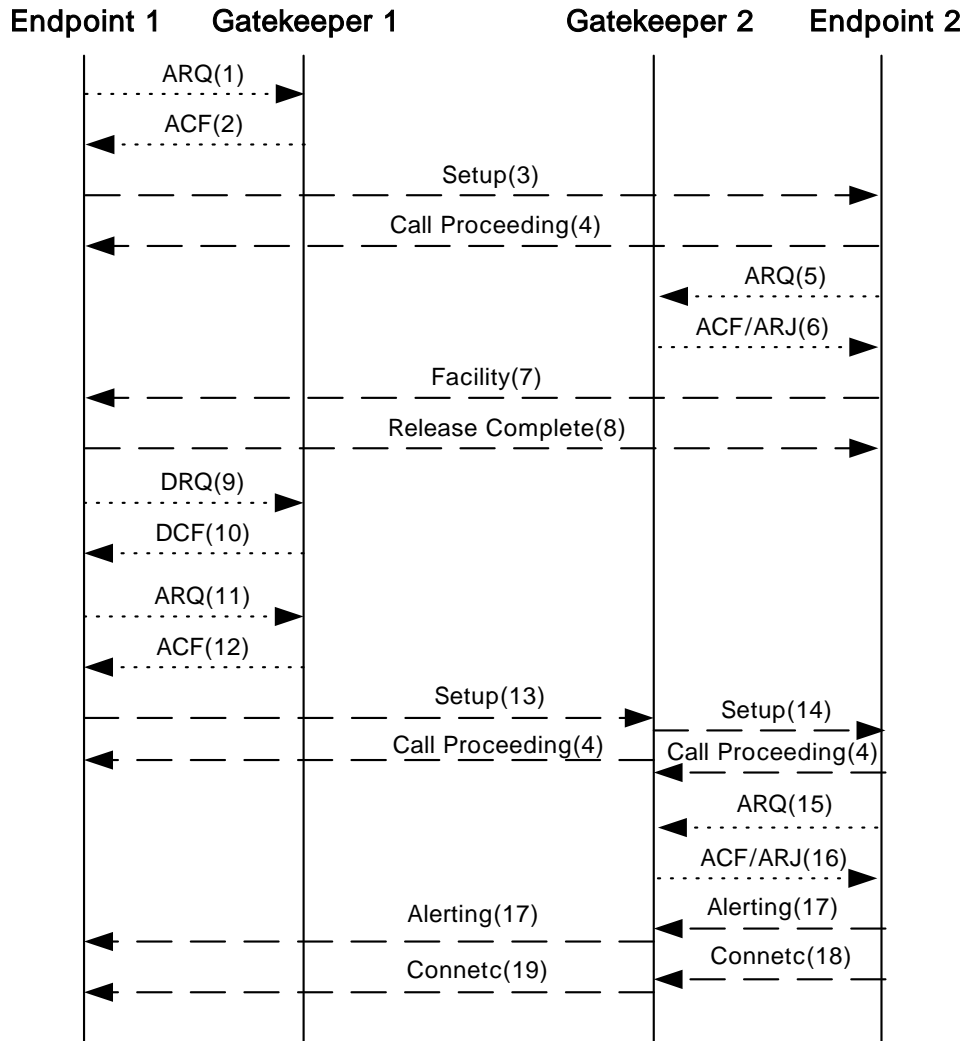 Endpoint 1 Gatekeeper 1 Gatekeeper 2 Endpoint 2
ARQ(1)
ACF(2)
Setup(3)
Call Proceeding(4)
ARQ(5)
ACF/ARJ(6)
Facility(7)
Release Complete(8)
DRQ(9)
DCF(10)
ARQ(11)
ACF(12)
Setup(13)
Setup(14)
Call Proceeding(4)
Call Proceeding(4)
ARQ(15)
ACF/ARJ(16)
Alerting(17)
Alerting(17)
Connetc(18)
Connetc(19)